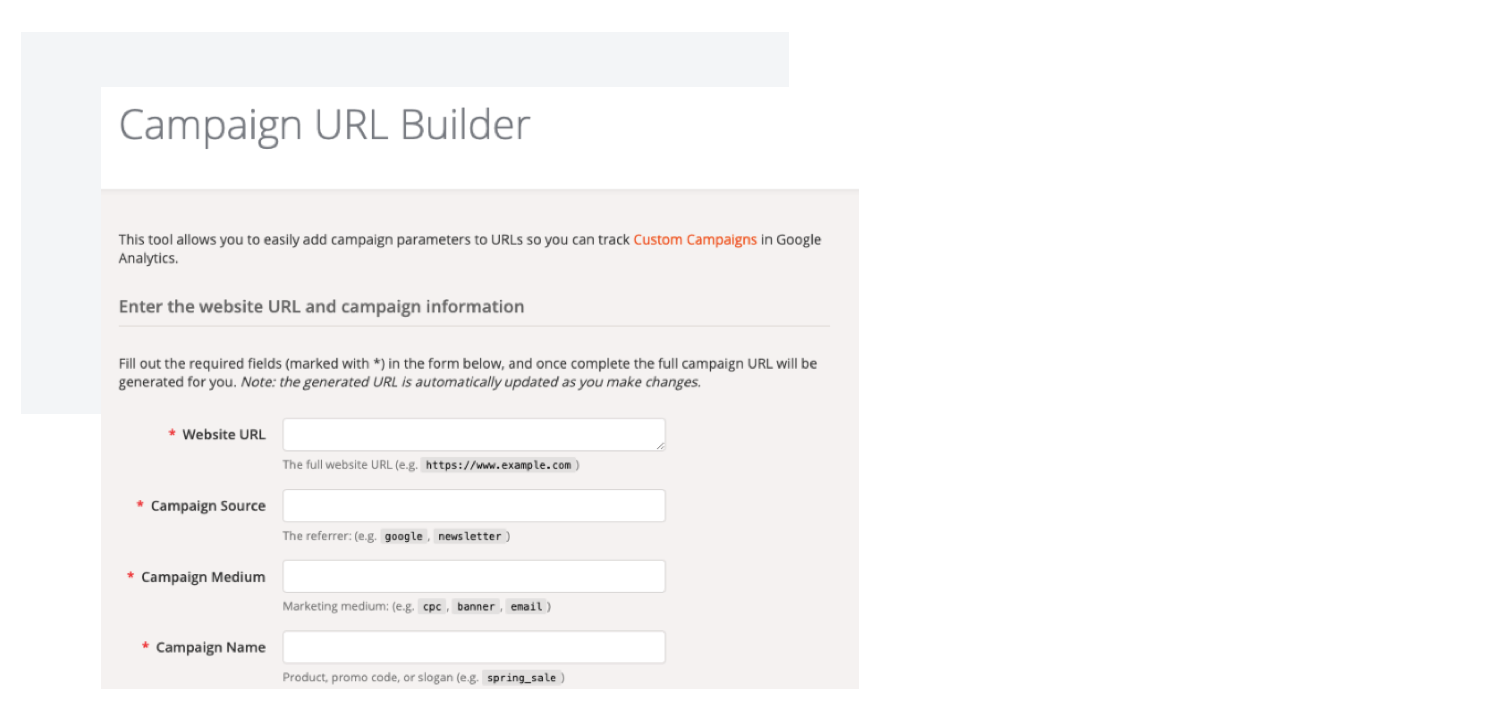 Campaign URL Builder
This tool allows you to easily add campaign parameters to URLs so you can track Custom Campaigns in Google
Analytics.
Enter the website URL and campaign information
Fill out the required fields (marked with *) in the form below, and once complete the full campaign URL will be
generated for you. Note: the generated URL is automatically updated as you make changes.
* Website URL
The full website URL (e.g. https://www.example.com )
* Campaign Source
The referrer: (e.g. google , newsletter )
* Campaign Medium
Marketing medium: (e.g. cpc , banner , email )
* Campaign Name
Product, promo code, or slogan (e.g. spring_sale )